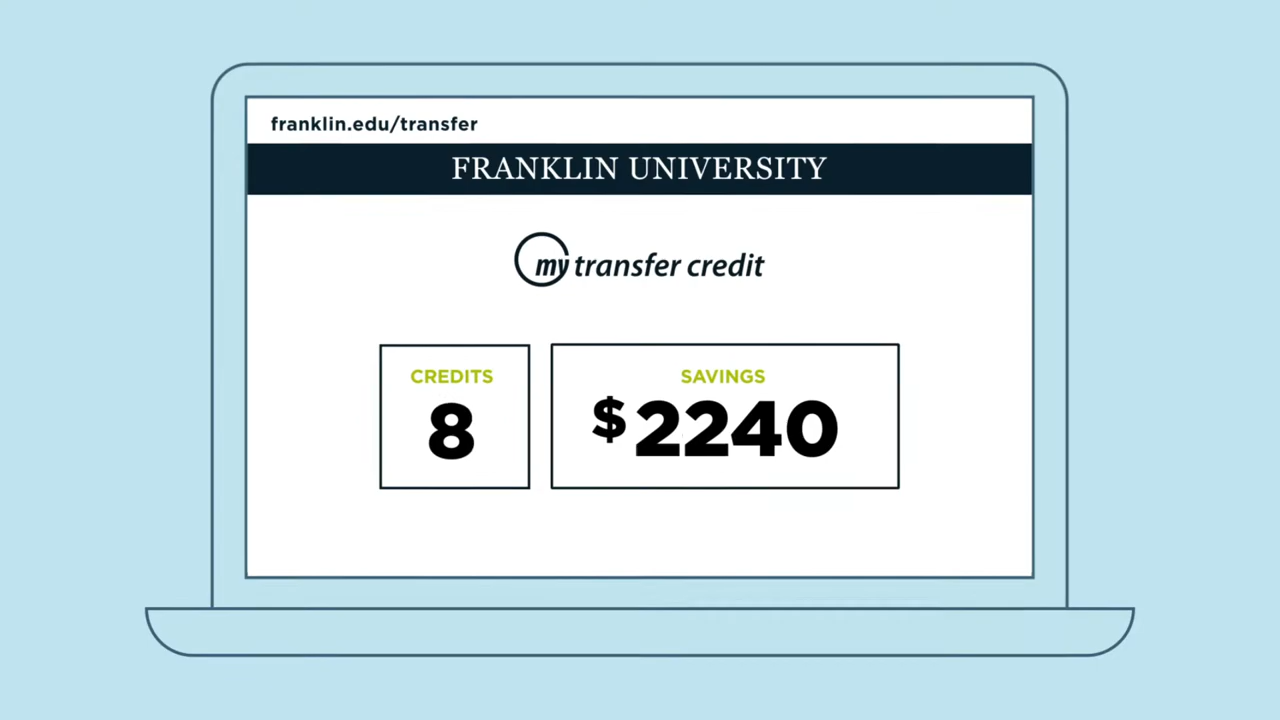 franklin.edu/transfer
FRANKLIN UNIVERSITY
my transfer credit
CREDITS
8
SAVINGS
$2240